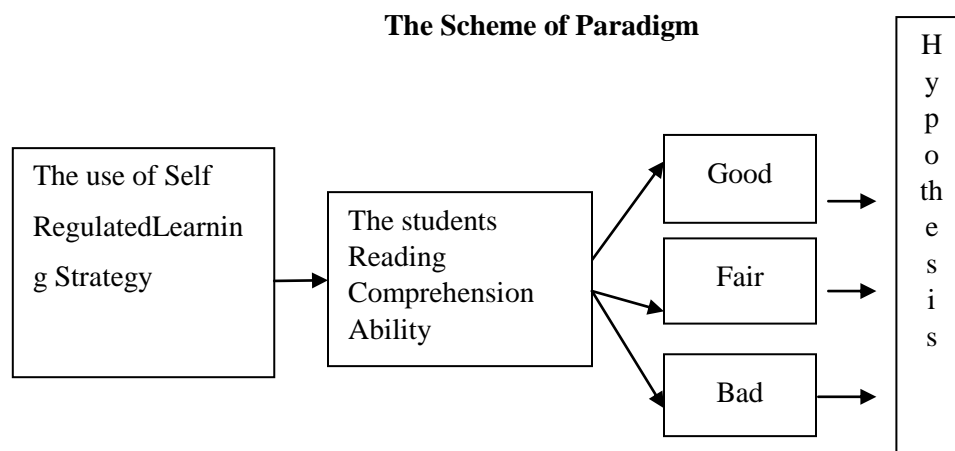 The Scheme of Paradigm
The use of Self
RegulatedLearnin
g Strategy
The students
Reading
Comprehension
Ability
Good
Fair
Bad
H
y
p
o
th
e
s
i
s